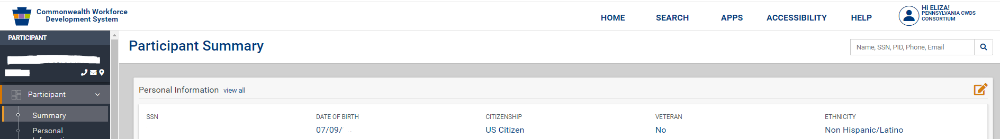 Commonwealth Workforce
Development System
HOME
SEARCH
APPS
ACCESSIBILITY
HELP
Hi ELIZA!
PENNSYLVANIA CWDS
CONSORTIUM
PARTICIPANT
Participant Summary
Name, SSN, PID, Phone, Email
Participant
Summary
Personal
Personal Information view all
SSN
DATE OF BIRTH
07/09/
CITIZENSHIP
US Citizen
VETERAN
No
ETHNICITY
Non Hispanic/Latino